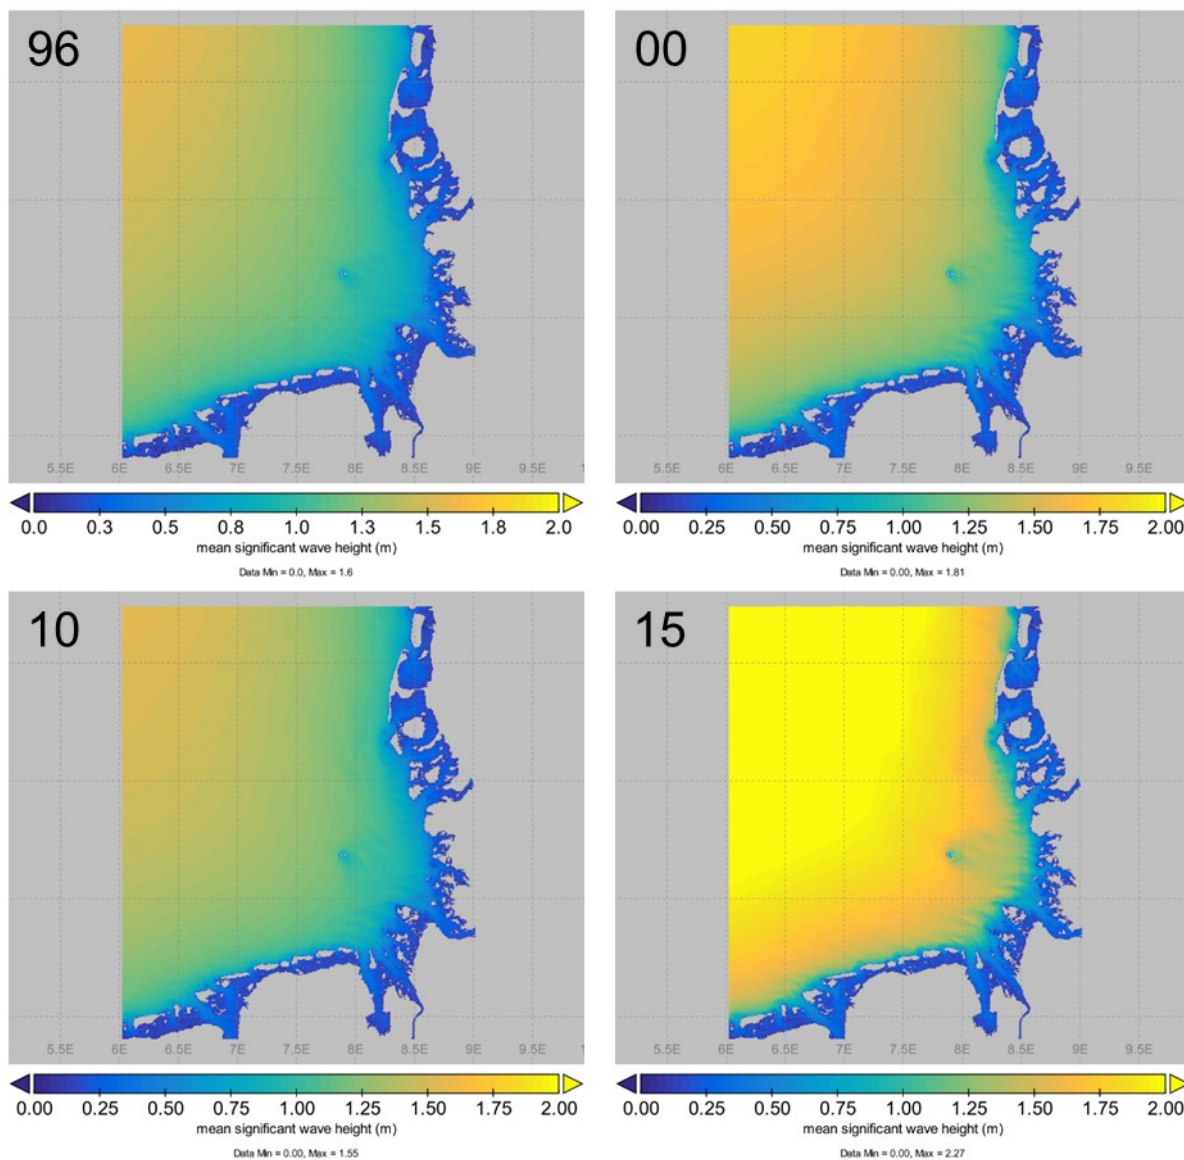 96
5.5E 6E 6.5E 7E 7.5E 8E 8.5E 9E 9.5E 1
0.0 0.3 0.5 0.8 1.0 1.3 1.5 1.8 2.0
mean significant wave height (m)
Data Min = 0.0, Max = 1.6
00
5.5E 6E 6.5E 7E 7.5E 8E 8.5E 9E 9.5E
0.00 0.25 0.50 0.75 1.00 1.25 1.50 1.75 2.00
mean significant wave height (m)
Data Min = 0.00, Max = 1.81
10
5.5E 6E 6.5E 7E 7.5E 8E 8.5E 9E 9.5E 1
0.00 0.25 0.50 0.75 1.00 1.25 1.50 1.75 2.00
mean significant wave height (m)
Data Min = 0.00, Max = 1.55
15
5.5E 6E 6.5E 7E 7.5E 8E 8.5E 9E 9.5E
0.00 0.25 0.50 0.75 1.00 1.25 1.50 1.75 2.00
mean significant wave height (m)
Data Min = 0.00, Max = 2.27